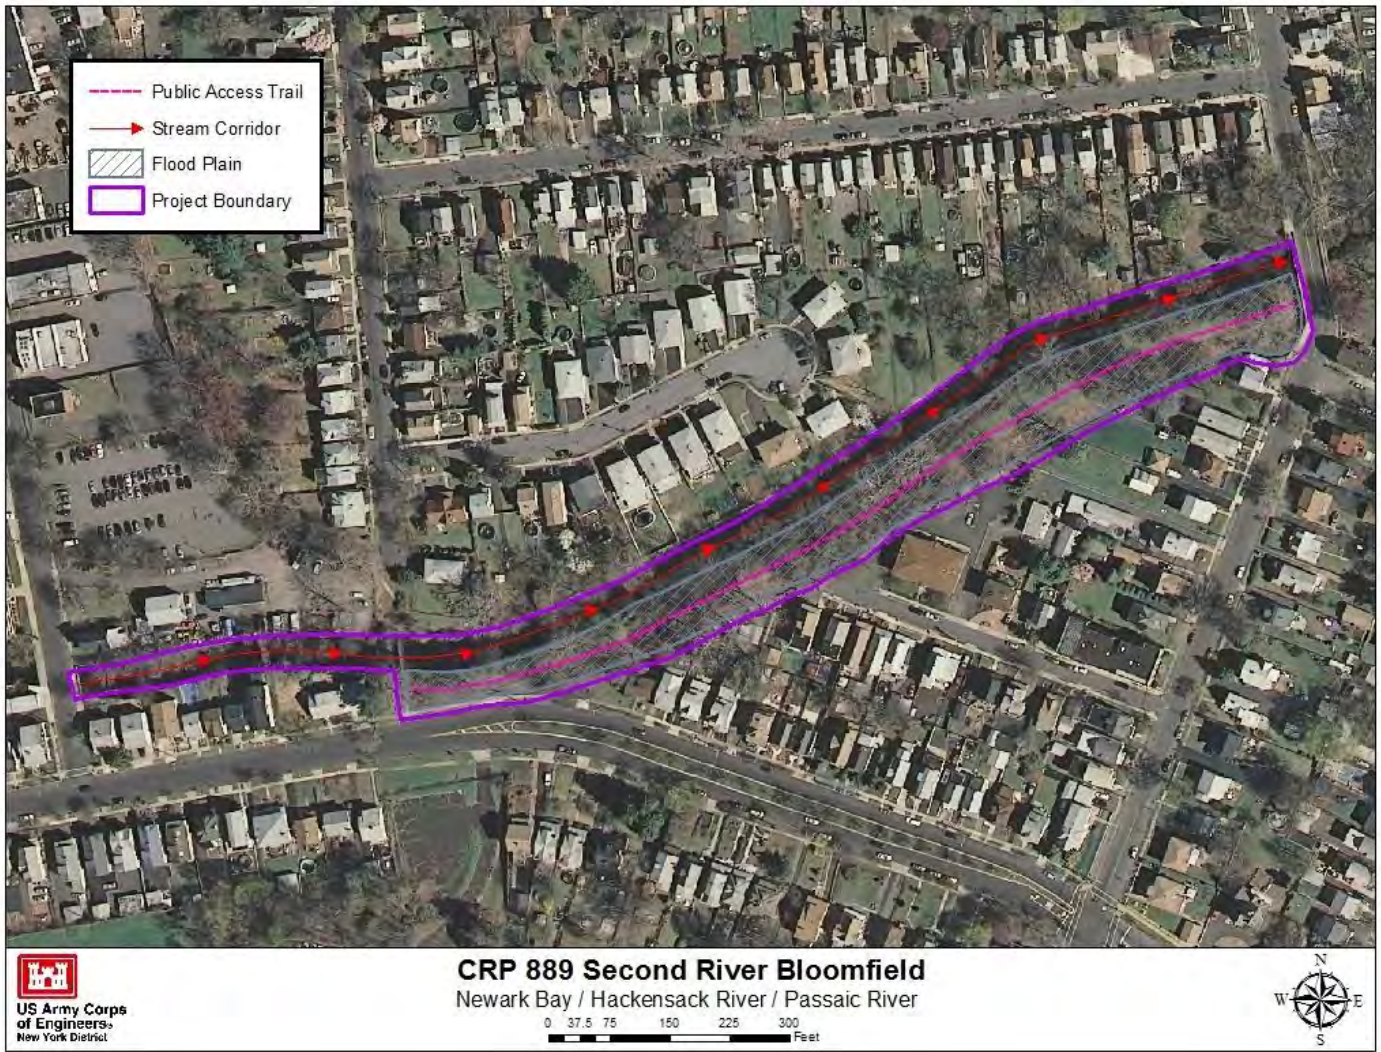 Public Access Trail
Stream Corridor
Flood Plain
Project Boundary
US Army Corps
of Engineers®
New York District
CRP 889 Second River Bloomfield
Newark Bay / Hackensack River / Passaic River
0 37.5 75 150 225 300
Feet
N
W E
S